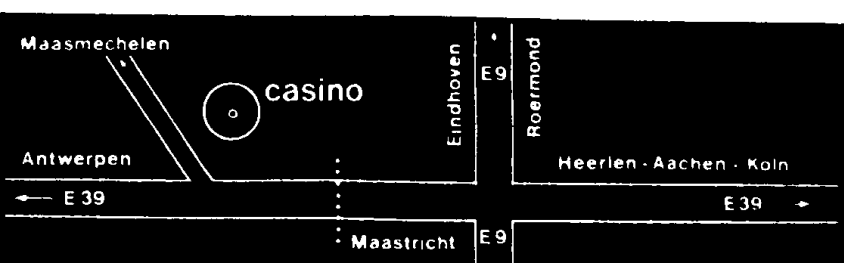 Maasmechelen
casino
Eindhoven
E9
Roermond
Antwerpen
Heerlen - Aachen - Koln
E 39
E 39
Maastricht
E9